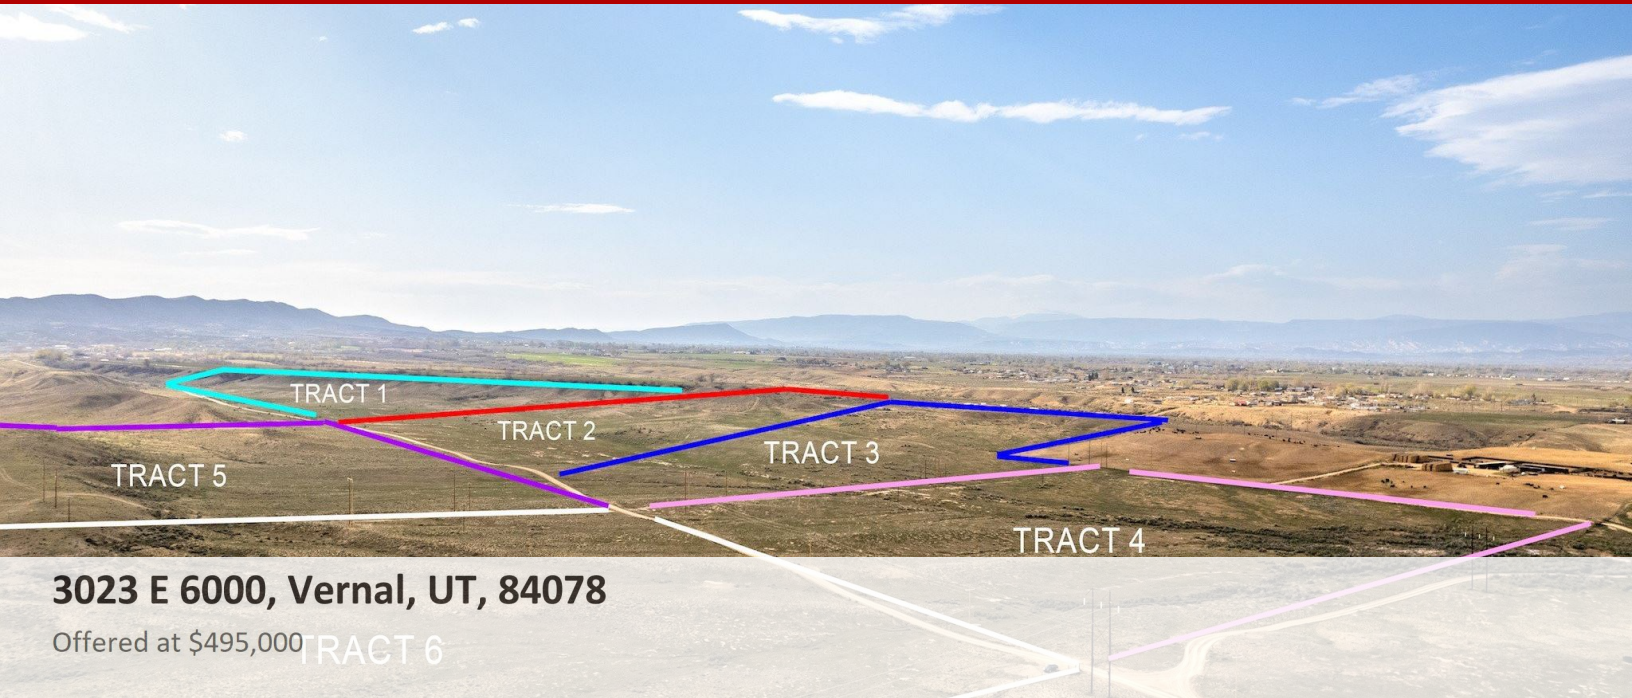 TRACT 1
TRACT 2
TRACT 3
TRACT 5
TRACT 4
3023 E 6000, Vernal, UT, 84078
Offered at $495,000
TRACT 6